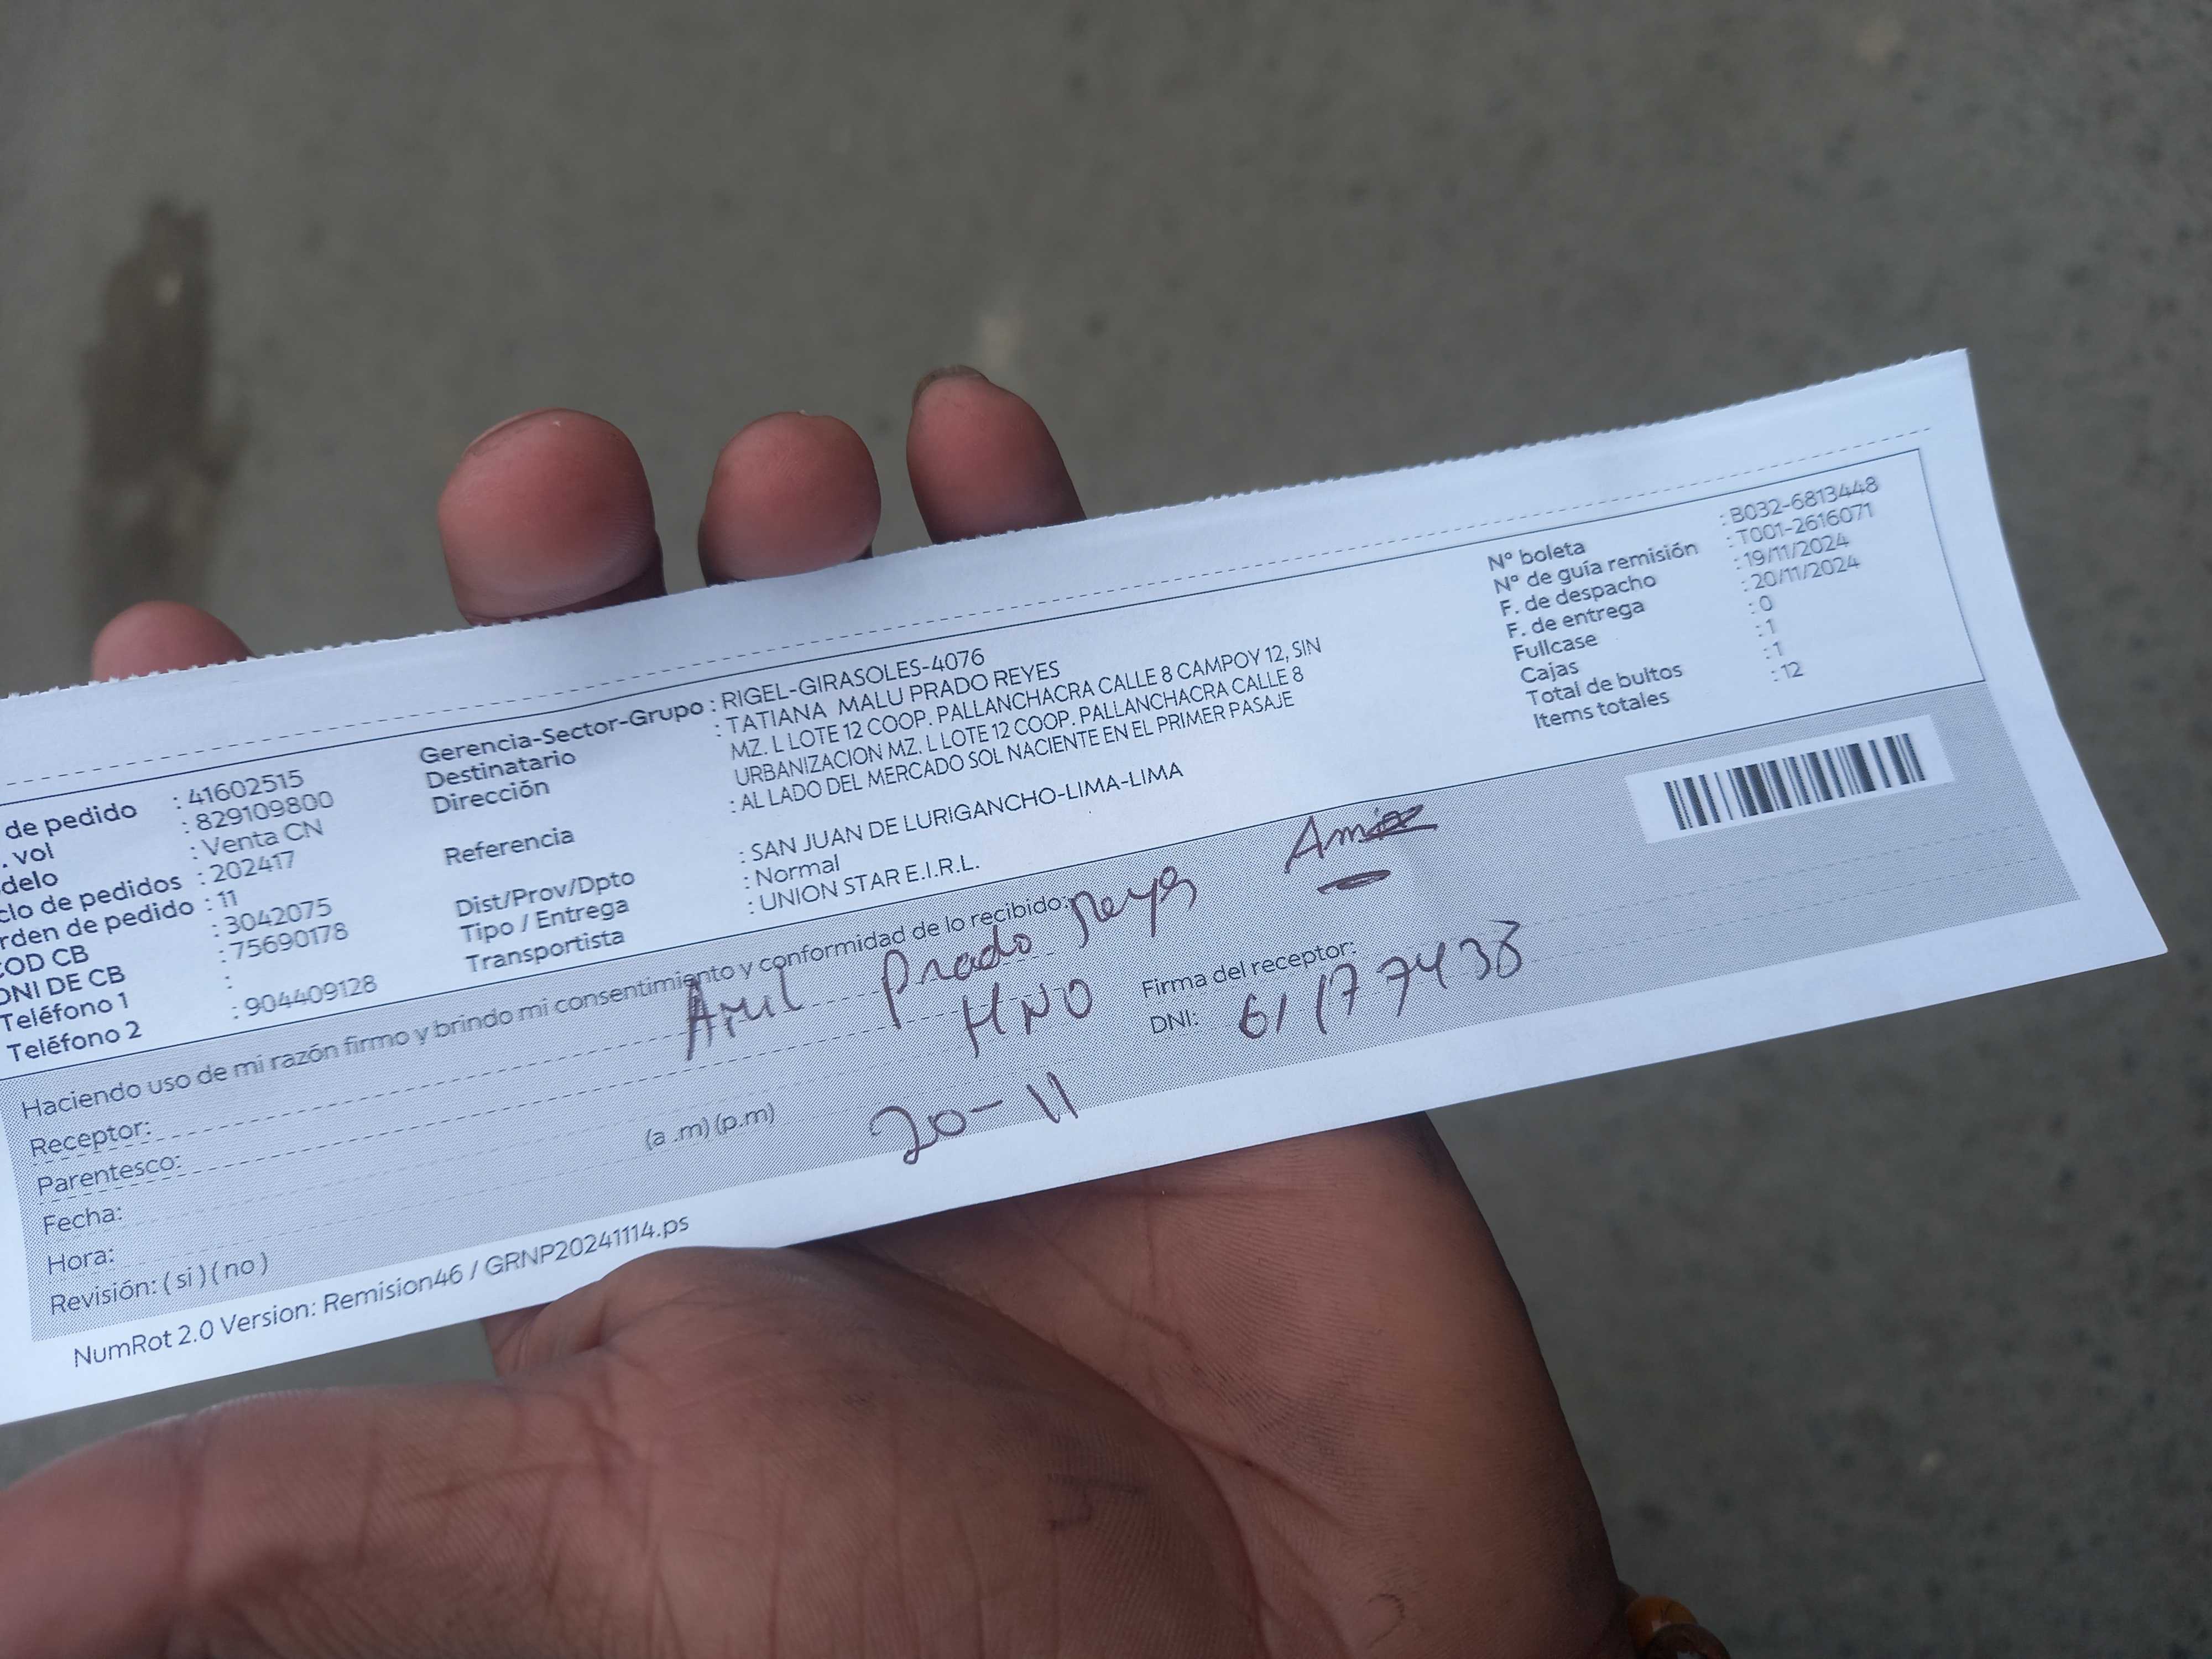 de pedido : 41602515
. vol : 829109800
delo : Venta CN
clo de pedidos : 202417
rden de pedido : 11
COD CB : 3042075
DNI DE CB : 75690178
Teléfono 1 :
Teléfono 2 : 904409128
Gerencia-Sector-Grupo : RIGEL-GIRASOLES-4076
Destinatario : TATIANA MALU PRADO REYES
Dirección MZ. L LOTE 12 COOP. PALLANCHACRA CALLE 8 CAMPOY 12, SIN
URBANIZACION MZ. L LOTE 12 COOP. PALLANCHACRA CALLE 8
Referencia : AL LADO DEL MERCADO SOL NACIENTE EN EL PRIMER PASAJE
Dist/Prov/Dpto : SAN JUAN DE LURIGANCHO-LIMA-LIMA
Tipo / Entrega : Normal
Transportista : UNION STAR E.I.R.L.
N° boleta : B032-6813448
N° de guía remisión : T001-2616071
F. de despacho : 19/11/2024
F. de entrega : 20/11/2024
Fullcase : 0
Cajas : 1
Total de bultos : 1
Items totales : 12
Haciendo uso de mi razón firmo y brindo mi consentimiento y conformidad de lo recibido:
Receptor: Prado Reyes
Parentesco: HNO
Firma del receptor:
DNI: 61177438
Fecha: 20-11
Hora: (a .m) (p.m)
Revisión: ( si ) ( no )
NumRot 2.0 Version: Remision46 / GRNP20241114.ps